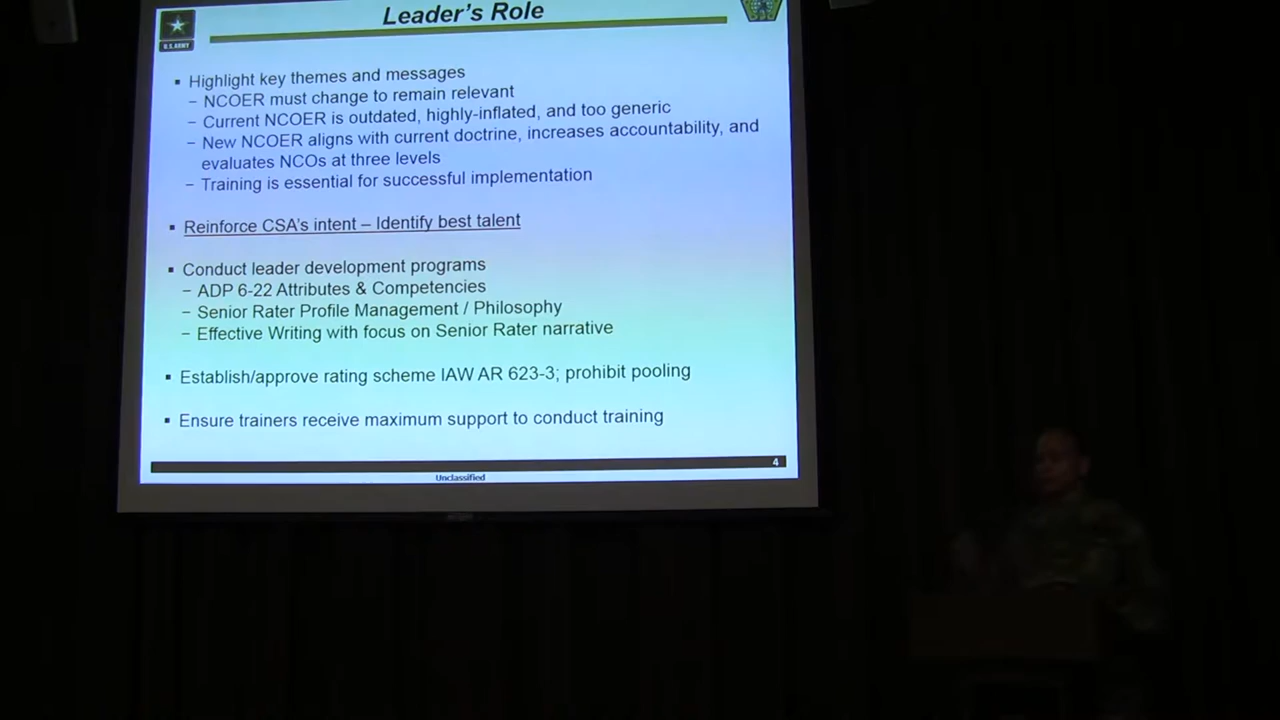 Leader's Role
U.S. ARMY
▪ Highlight key themes and messages
– NCOER must change to remain relevant
– Current NCOER is outdated, highly-inflated, and too generic
– New NCOER aligns with current doctrine, increases accountability, and
evaluates NCOs at three levels
– Training is essential for successful implementation
▪ Reinforce CSA's intent – Identify best talent
▪ Conduct leader development programs
– ADP 6-22 Attributes & Competencies
– Senior Rater Profile Management / Philosophy
– Effective Writing with focus on Senior Rater narrative
▪ Establish/approve rating scheme IAW AR 623-3; prohibit pooling
▪ Ensure trainers receive maximum support to conduct training
4
Unclassified